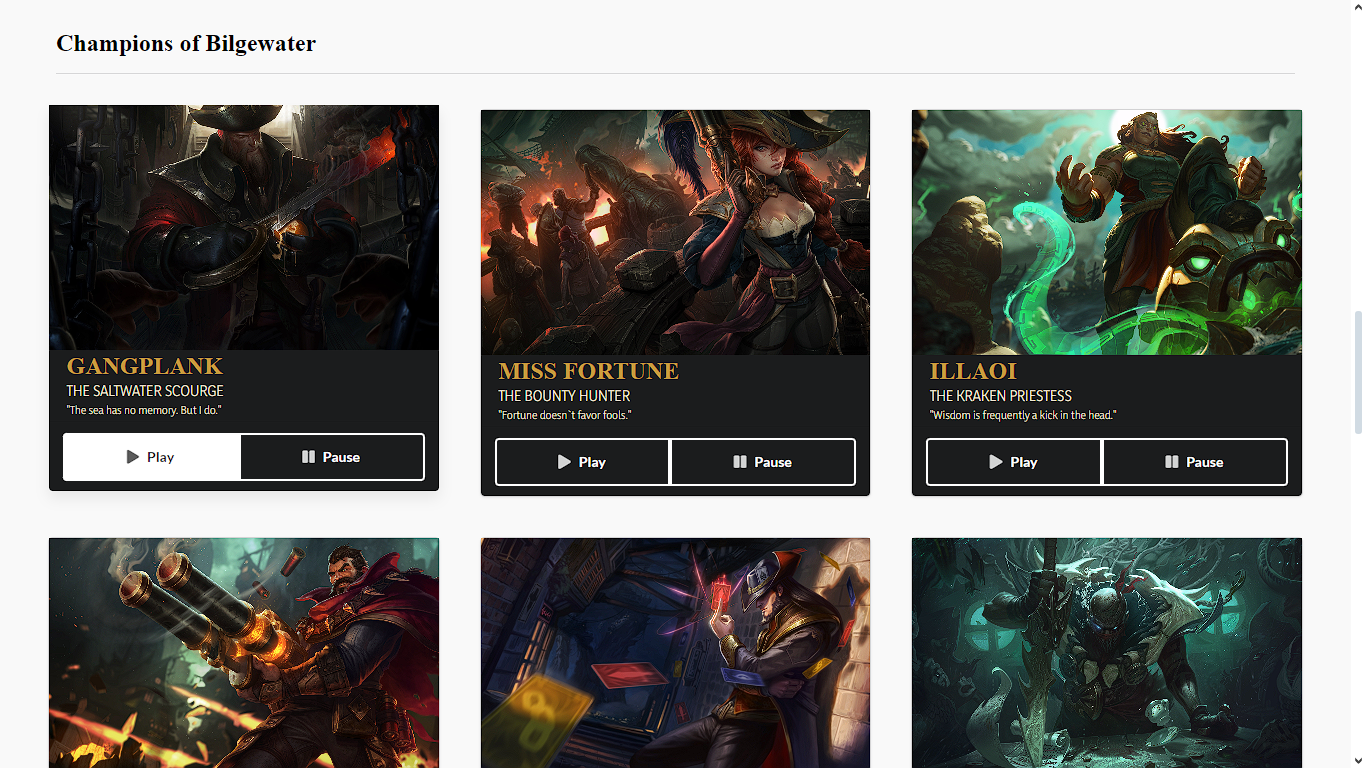 Champions of Bilgewater
GANGPLANK
THE SALTWATER SCOURGE
"The sea has no memory. But I do."
Play Pause
MISS FORTUNE
THE BOUNTY HUNTER
"Fortune doesn`t favor fools."
Play Pause
ILLAOI
THE KRAKEN PRIESTESS
"Wisdom is frequently a kick in the head."
Play Pause